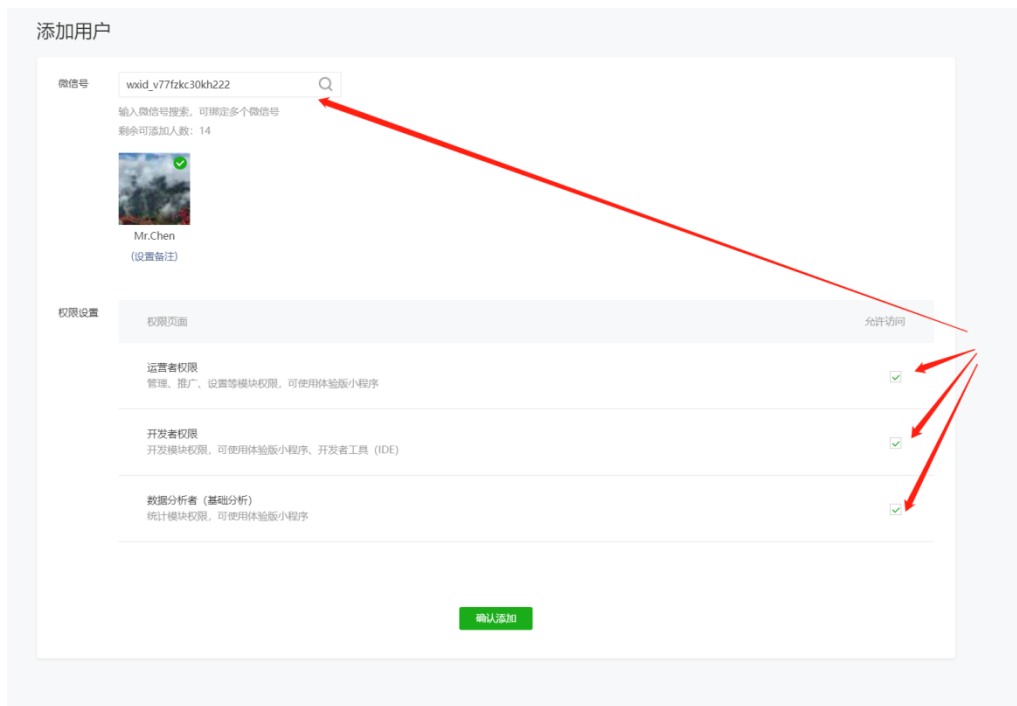 添加用户
微信号
wxid_v77fzkc30kh222
输入微信号搜索，可绑定多个微信号
剩余可添加人数：14
Mr.Chen
(设置备注)
权限设置
权限页面 允许访问
运营者权限
管理、推广、设置等模块权限，可使用体验版小程序
开发者权限
开发模块权限，可使用体验版小程序、开发者工具（IDE）
数据分析者（基础分析）
统计模块权限，可使用体验版小程序
确认添加